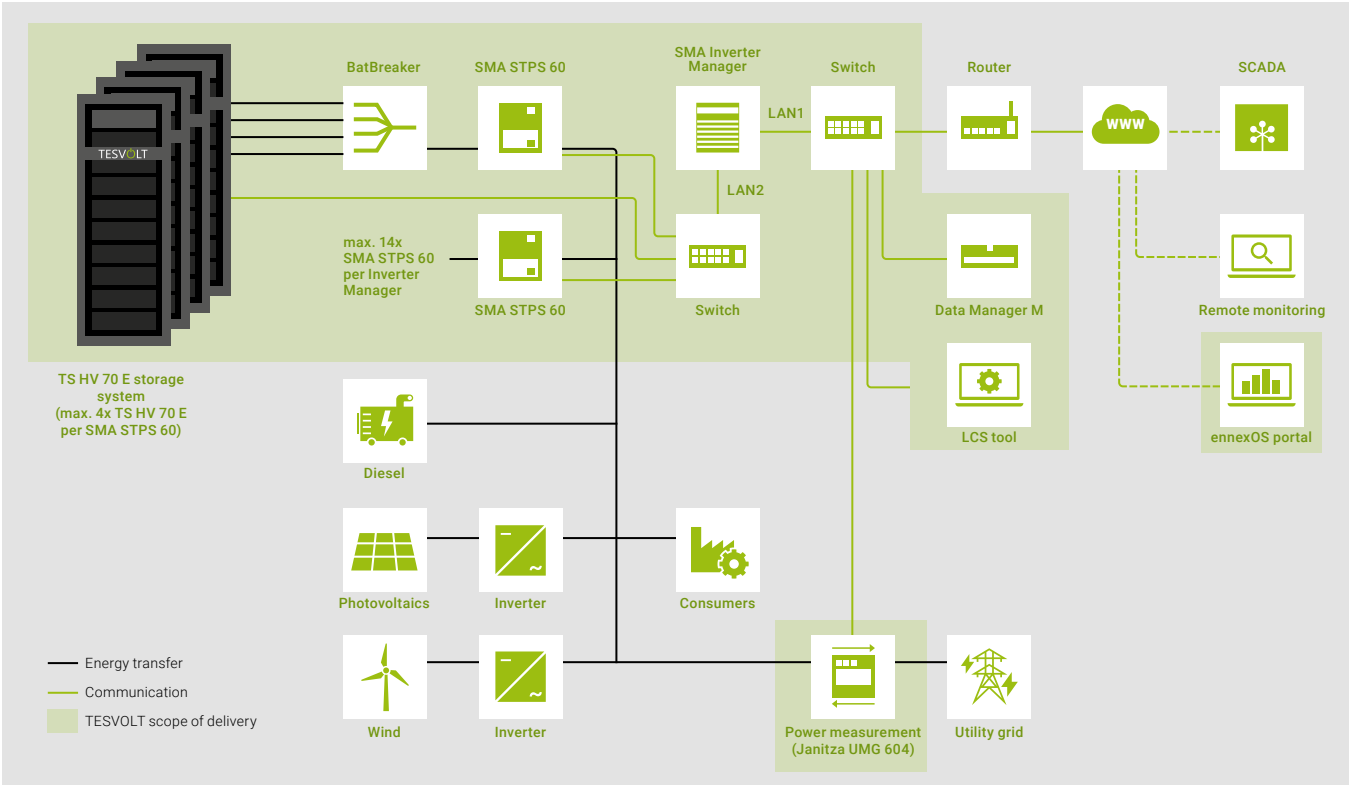 BatBreaker
SMA STPS 60
SMA Inverter
Manager
Switch
Router
SCADA
LAN1
WWW
TESVOLT
LAN2
max. 14x
SMA STPS 60
per Inverter
Manager
SMA STPS 60
Switch
Data Manager M
Remote monitoring
TS HV 70 E storage
system
(max. 4x TS HV 70 E
per SMA STPS 60)
LCS tool
ennexOS portal
Diesel
Photovoltaics
Inverter
Consumers
Energy transfer
Communication
TESVOLT scope of delivery
Wind
Inverter
Power measurement
(Janitza UMG 604)
Utility grid